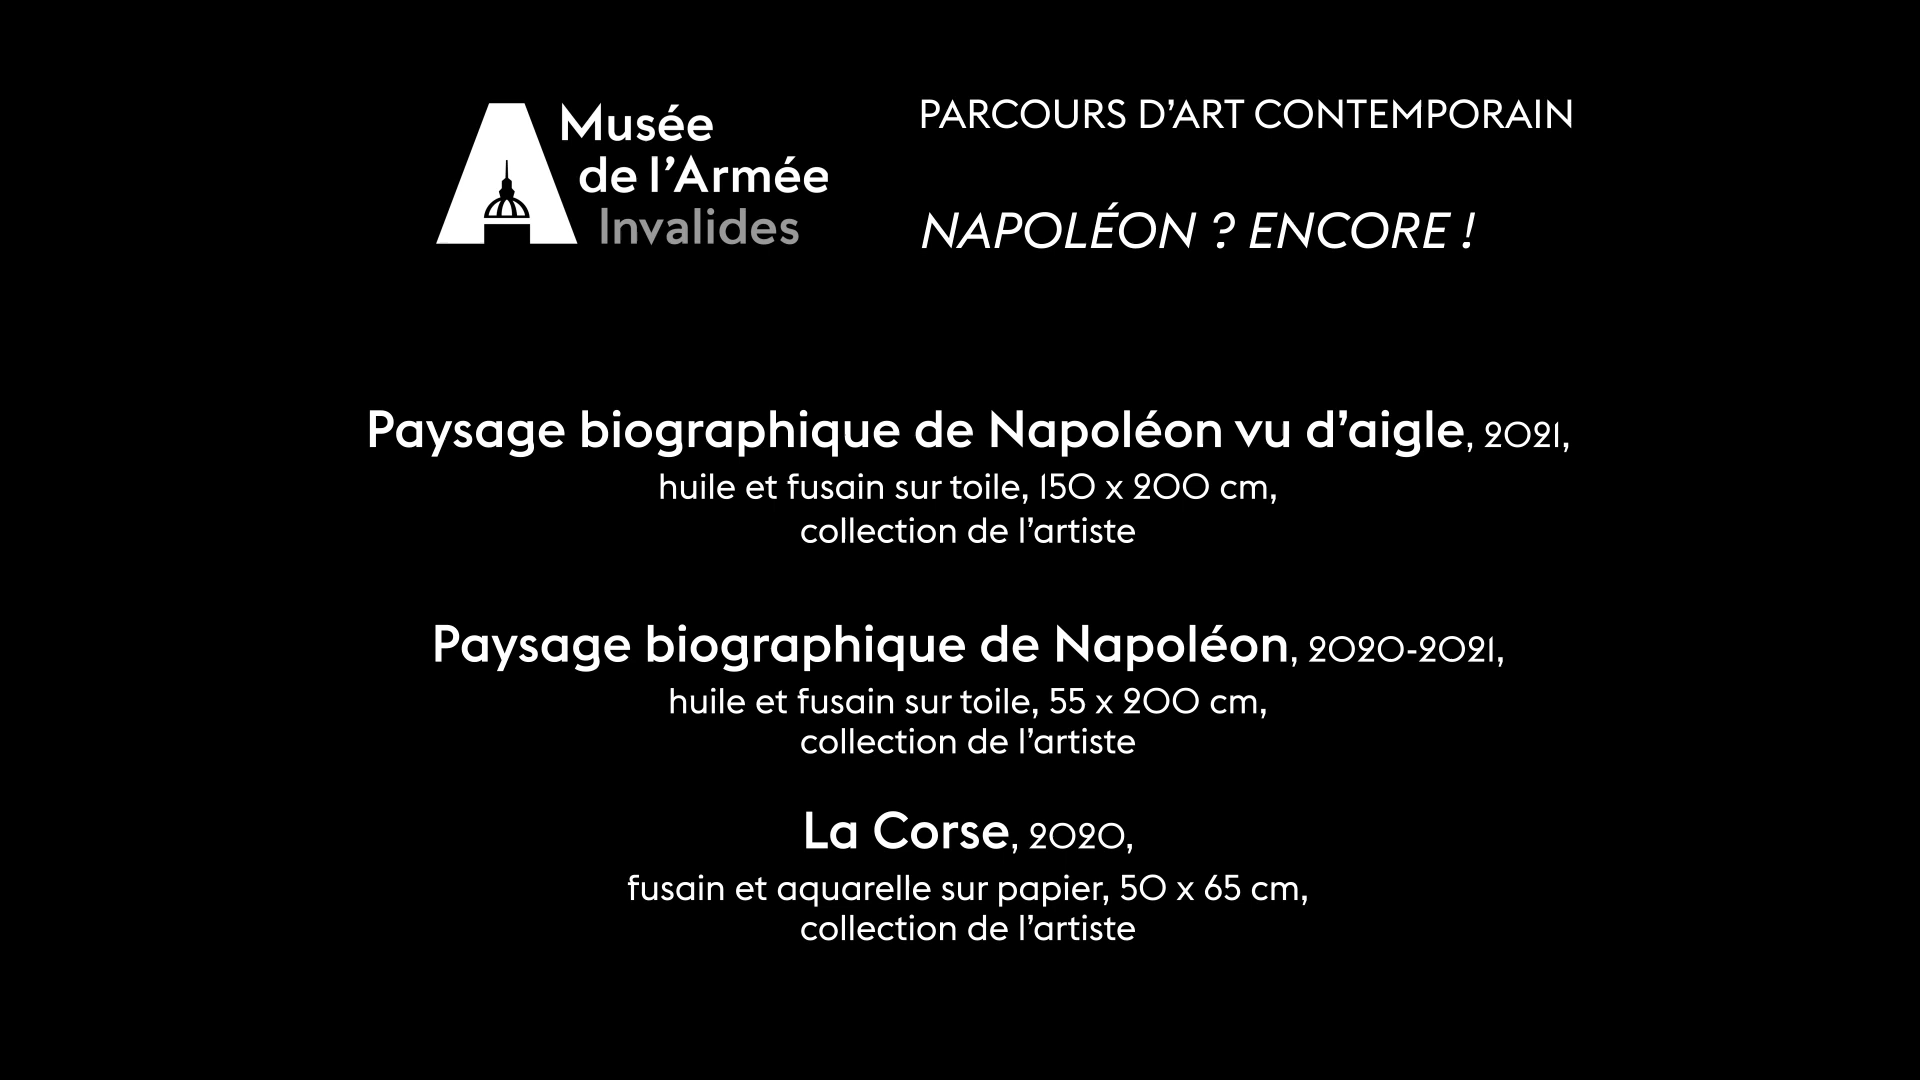 Musée
de l’Armée
Invalides
PARCOURS D’ART CONTEMPORAIN
NAPOLÉON ? ENCORE !
Paysage biographique de Napoléon vu d’aigle, 2021,
huile et fusain sur toile, 150 x 200 cm,
collection de l’artiste
Paysage biographique de Napoléon, 2020-2021,
huile et fusain sur toile, 55 x 200 cm,
collection de l’artiste
La Corse, 2020,
fusain et aquarelle sur papier, 50 x 65 cm,
collection de l’artiste